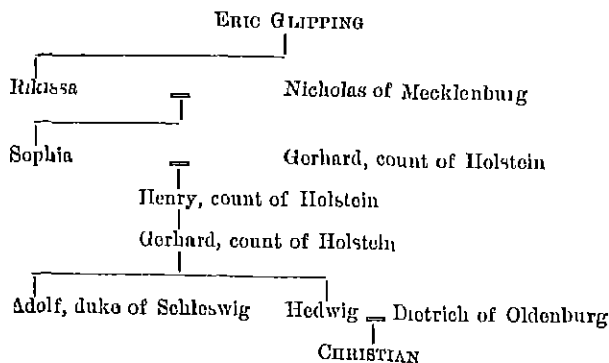 ERIC GLIPPING
Rikissa = Nicholas of Mecklenburg
Sophia = Gerhard, count of Holstein
Henry, count of Holstein
Gerhard, count of Holstein
Adolf, duke of Schleswig Hedwig = Dietrich of Oldenburg
CHRISTIAN